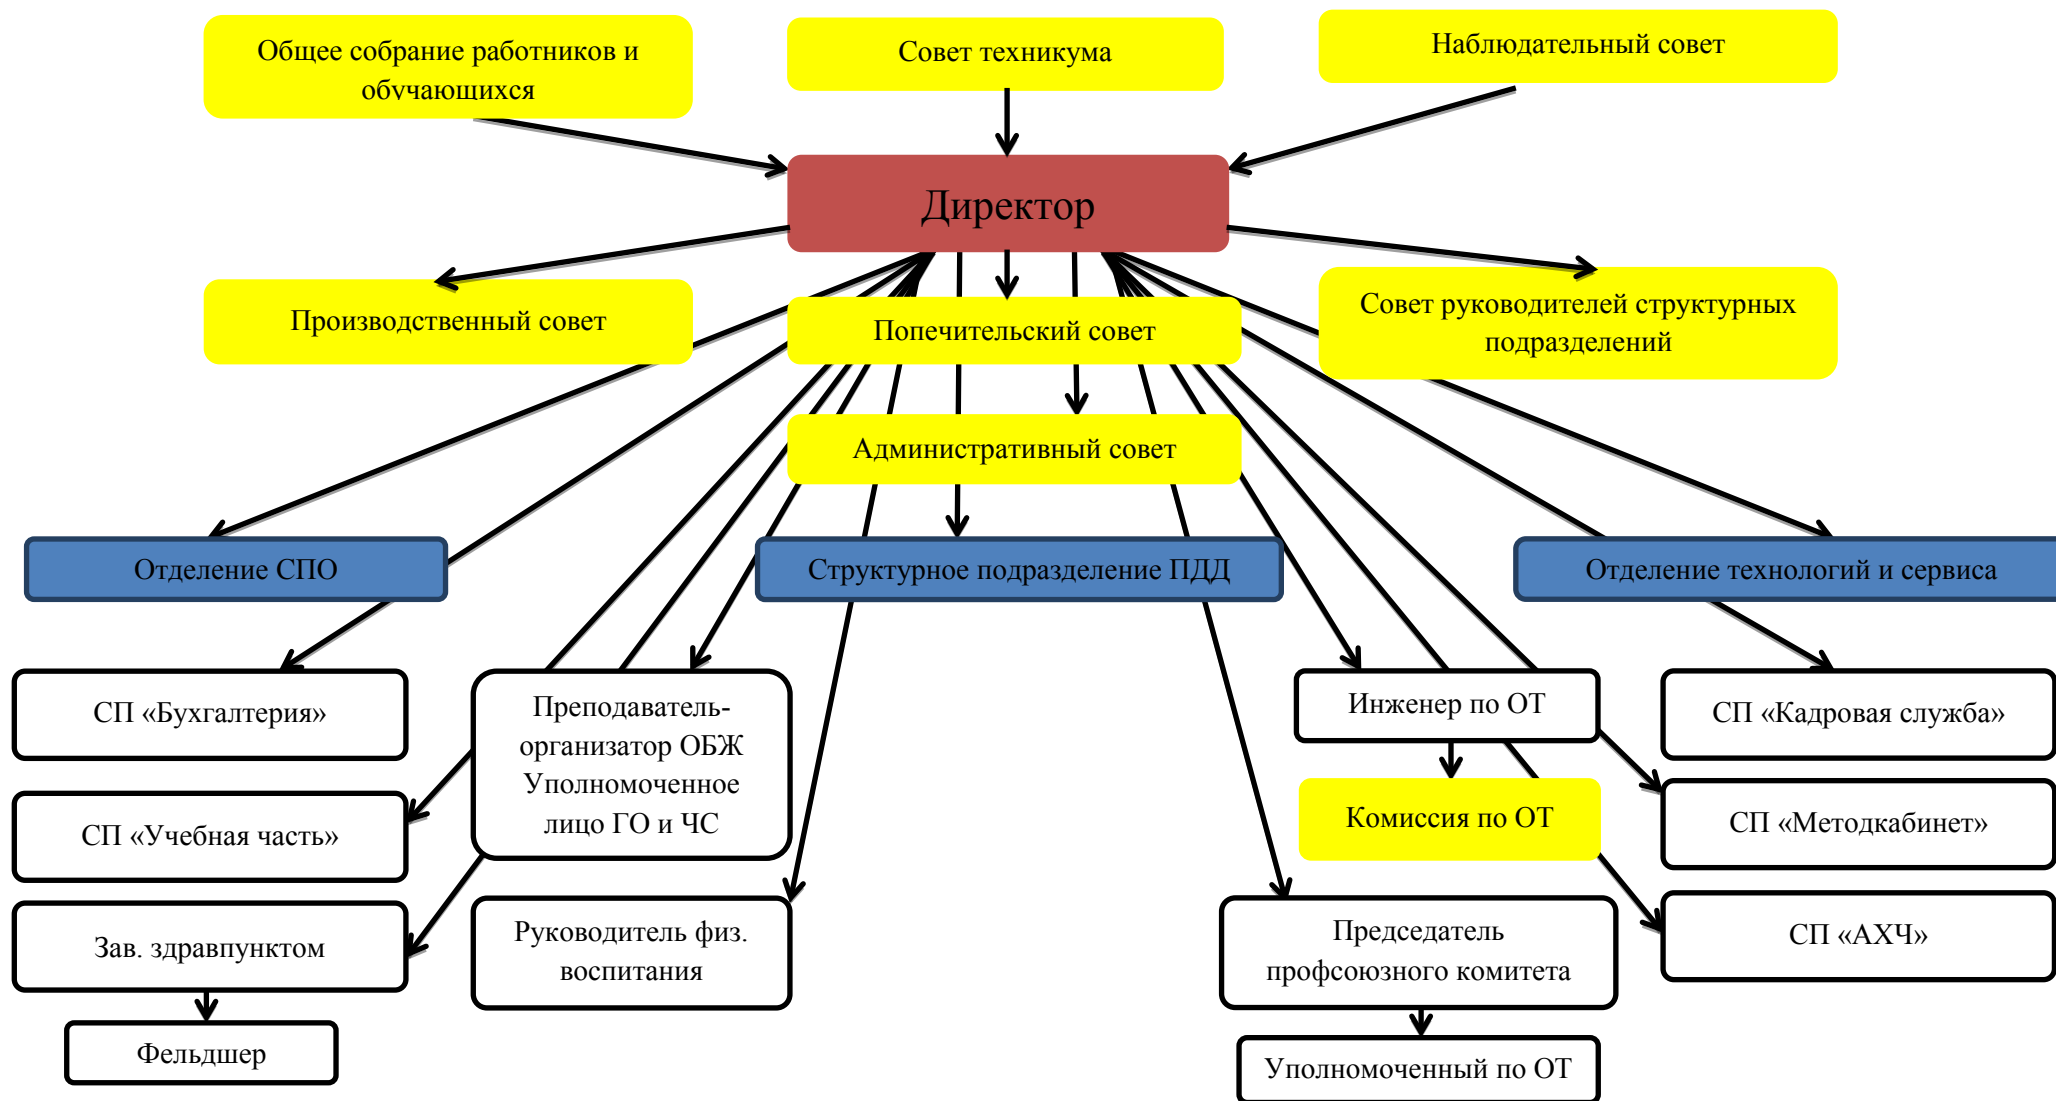 Общее собрание работников и
обучающихся
Совет техникума
Наблюдательный совет
Директор
Производственный совет
Попечительский совет
Совет руководителей структурных
подразделений
Административный совет
Отделение СПО
Структурное подразделение ПДД
Отделение технологий и сервиса
СП «Бухгалтерия»
Преподаватель-
организатор ОБЖ
Уполномоченное
лицо ГО и ЧС
Инженер по ОТ
СП «Кадровая служба»
СП «Учебная часть»
Комиссия по ОТ
СП «Методкабинет»
Зав. здравпунктом
Руководитель физ.
воспитания
Председатель
профсоюзного комитета
СП «АХЧ»
Фельдшер
Уполномоченный по ОТ